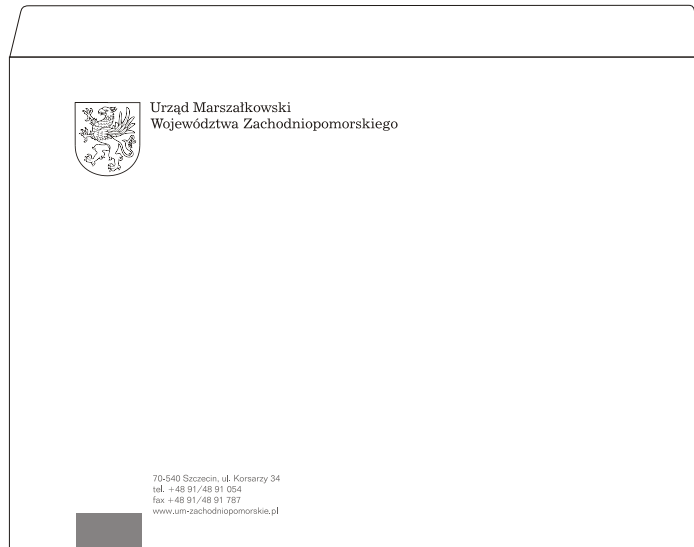 Urząd Marszałkowski
Województwa Zachodniopomorskiego
70-540 Szczecin, ul. Korsarzy 34
tel. +48 91/48 91 054
fax +48 91/48 91 787
www.um-zachodniopomorskie.pl